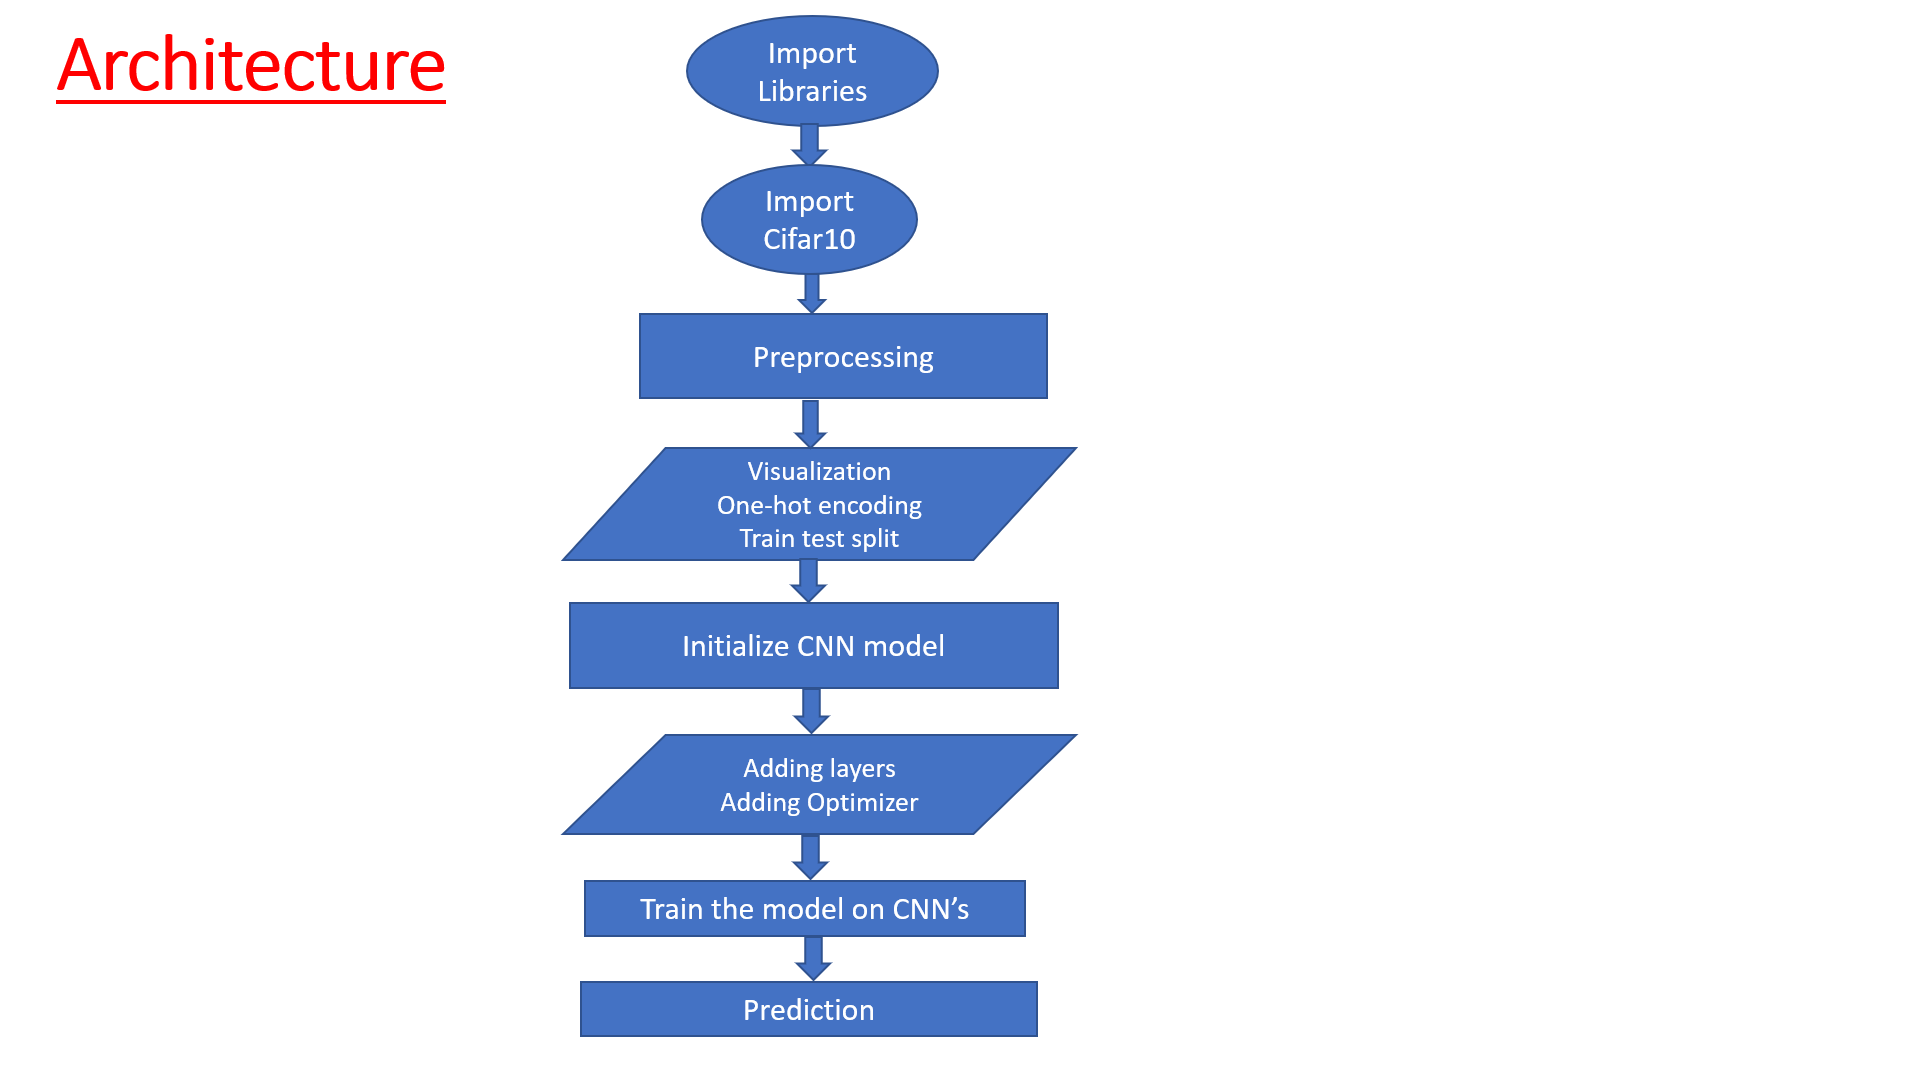 Architecture
Import
Libraries
Import
Cifar10
Preprocessing
Visualization
One-hot encoding
Train test split
Initialize CNN model
Adding layers
Adding Optimizer
Train the model on CNN’s
Prediction